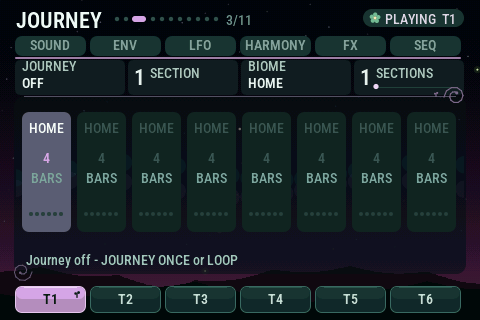 JOURNEY 3/11 PLAYING T1
SOUND ENV LFO HARMONY FX SEQ
JOURNEY OFF
1 SECTION
BIOME HOME
1 SECTIONS
HOME HOME HOME HOME HOME HOME HOME HOME
4 4 4 4 4 4 4 4
BARS BARS BARS BARS BARS BARS BARS BARS
Journey off - JOURNEY ONCE or LOOP
T1 T2 T3 T4 T5 T6